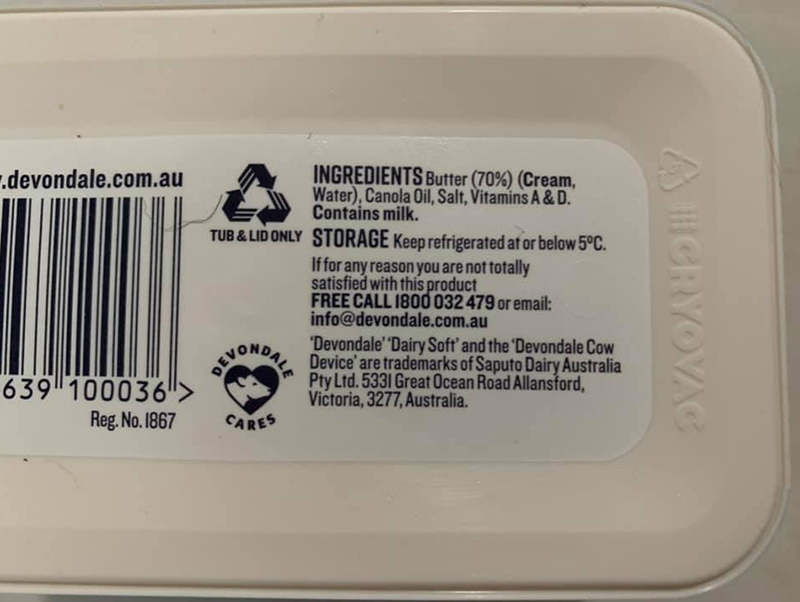 .devondale.com.au
639 100036 >
Reg. No. 1867
TUB & LID ONLY
DEVONDALE
CARES
INGREDIENTS Butter (70%) (Cream,
Water), Canola Oil, Salt, Vitamins A & D.
Contains milk.
STORAGE Keep refrigerated at or below 5ºC.
If for any reason you are not totally
satisfied with this product
FREE CALL 1800 032 479 or email:
info@devondale.com.au
'Devondale' 'Dairy Soft' and the 'Devondale Cow
Device' are trademarks of Saputo Dairy Australia
Pty Ltd. 5331 Great Ocean Road Allansford,
Victoria, 3277, Australia.
CRYOVAC